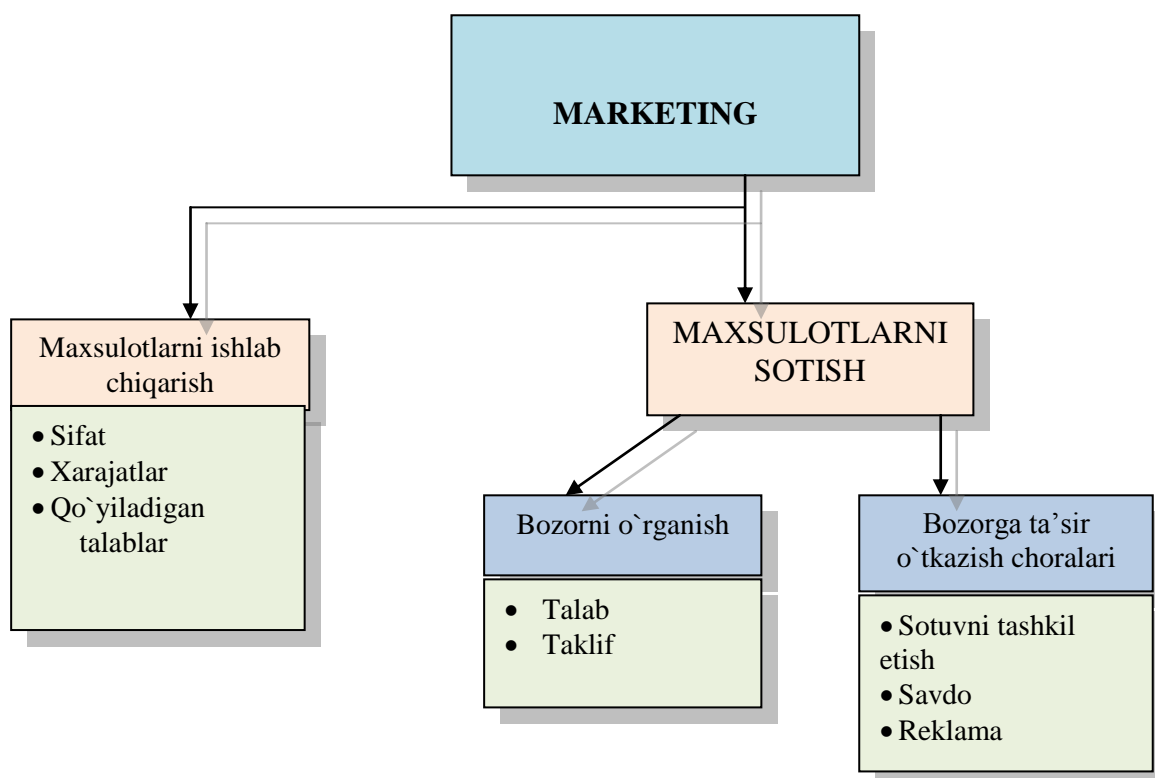 MARKETING
Maxsulotlarni ishlab
chiqarish
• Sifat
• Xarajatlar
• Qo`yiladigan
talablar
MAXSULOTLARNI
SOTISH
Bozorni o`rganish
• Talab
• Taklif
Bozorga ta’sir
o`tkazish choralari
• Sotuvni tashkil
etish
• Savdo
• Reklama